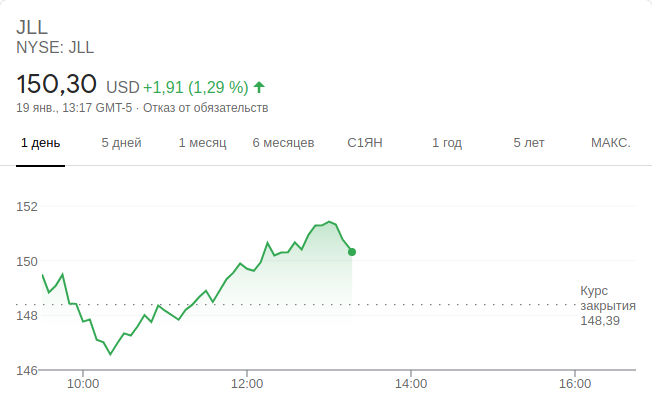 JLL
NYSE: JLL
150,30 USD +1,91 (1,29 %)
19 янв., 13:17 GMT-5 · Отказ от обязательств
1 день 5 дней 1 месяц 6 месяцев С1ЯН 1 год 5 лет МАКС.
152
150
148
146
Курс
закрытия
148,39
10:00 12:00 14:00 16:00